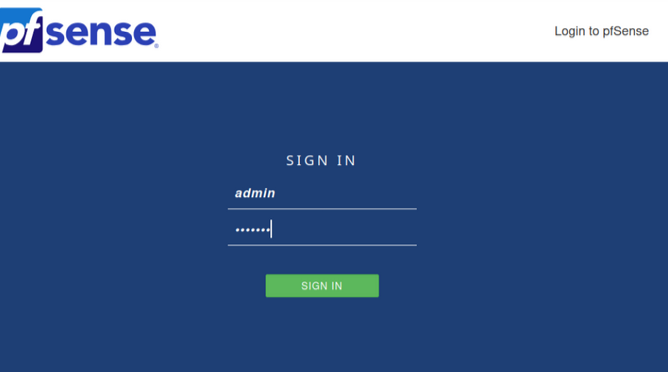 pfsense
Login to pfSense
SIGN IN
admin
•••••••
SIGN IN